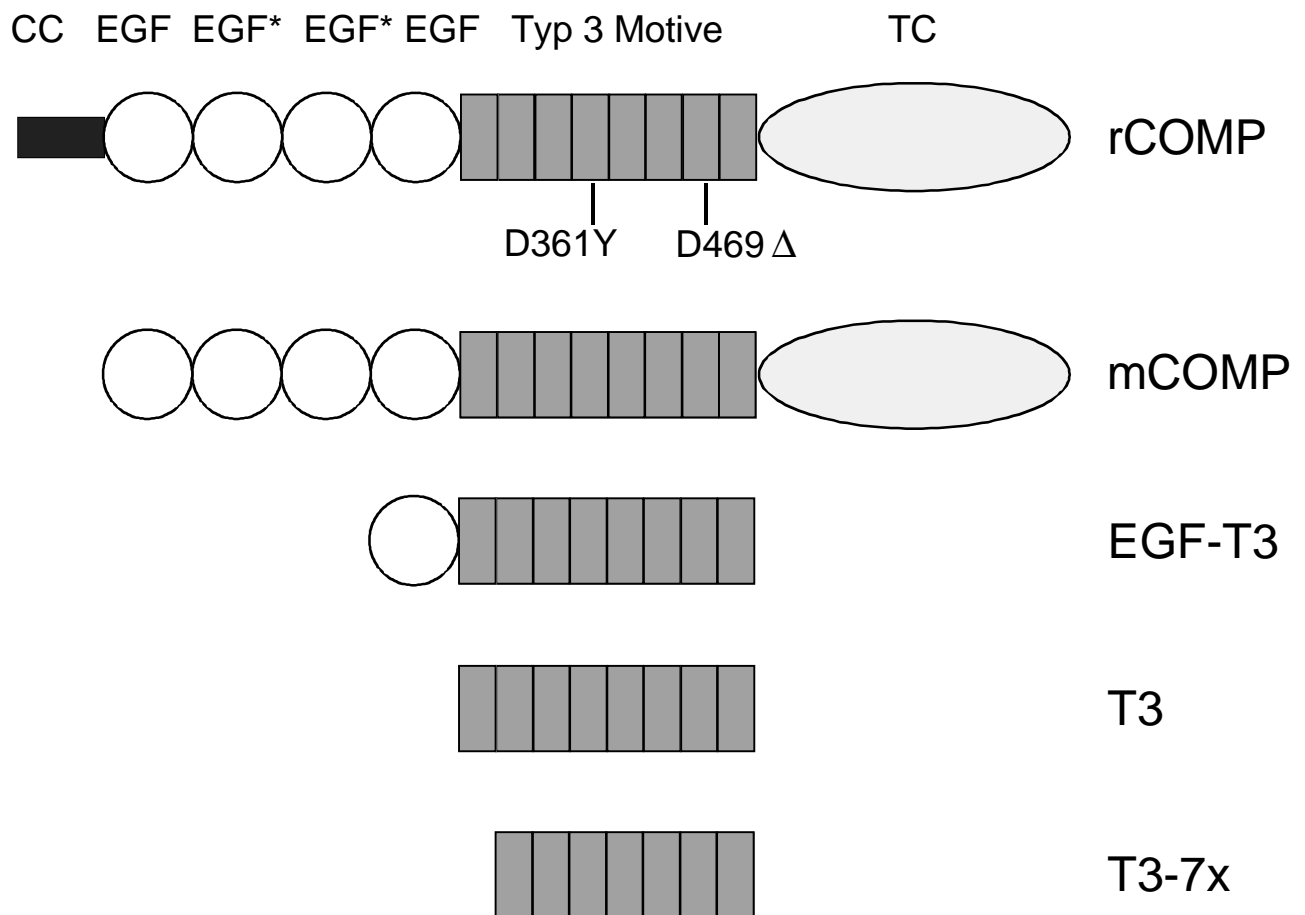 CC EGF EGF* EGF* EGF Typ 3 Motive TC
rCOMP
D361Y D469 Δ
mCOMP
EGF-T3
T3
T3-7x